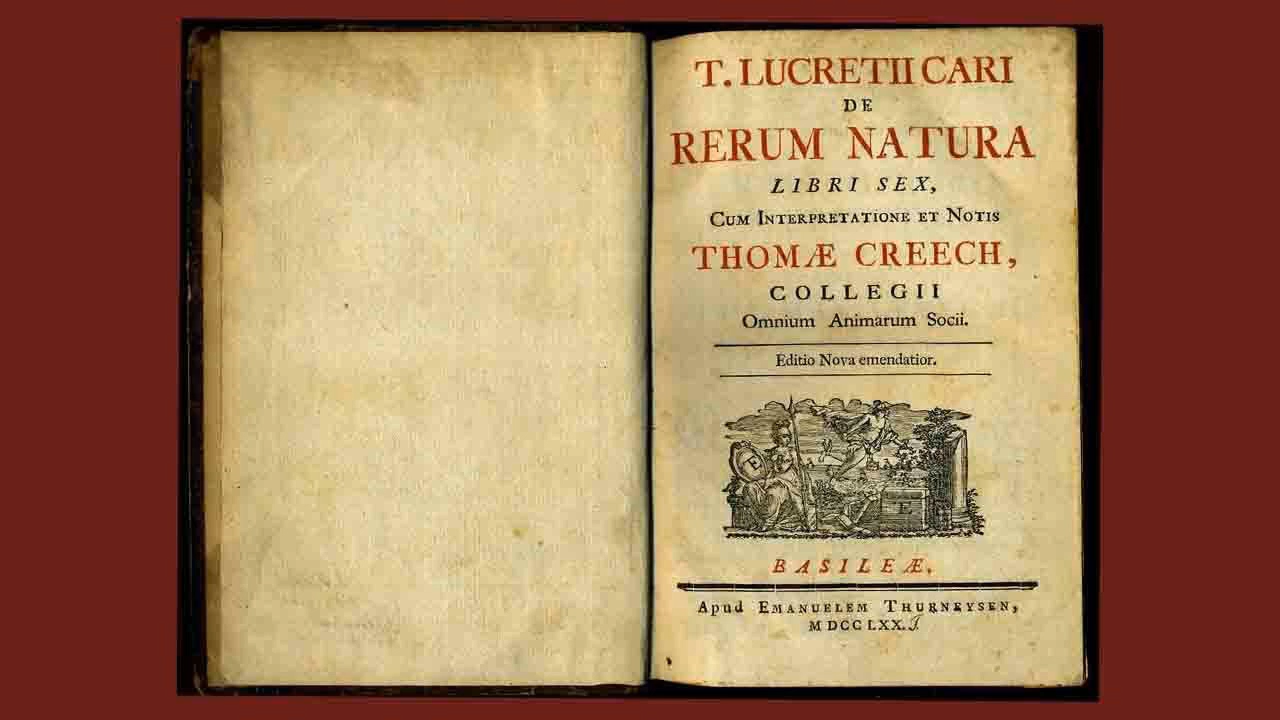 T. LUCRETII CARI
DE
RERUM NATURA
LIBRI SEX,
CUM INTERPRETATIONE ET NOTIS
THOMÆ CREECH,
COLLEGII
Omnium Animarum Socii.
Editio Nova emendatior.
E
E
BASILEÆ,
Apud EMANUELEM THURNEYSEN,
MDCCLXX.